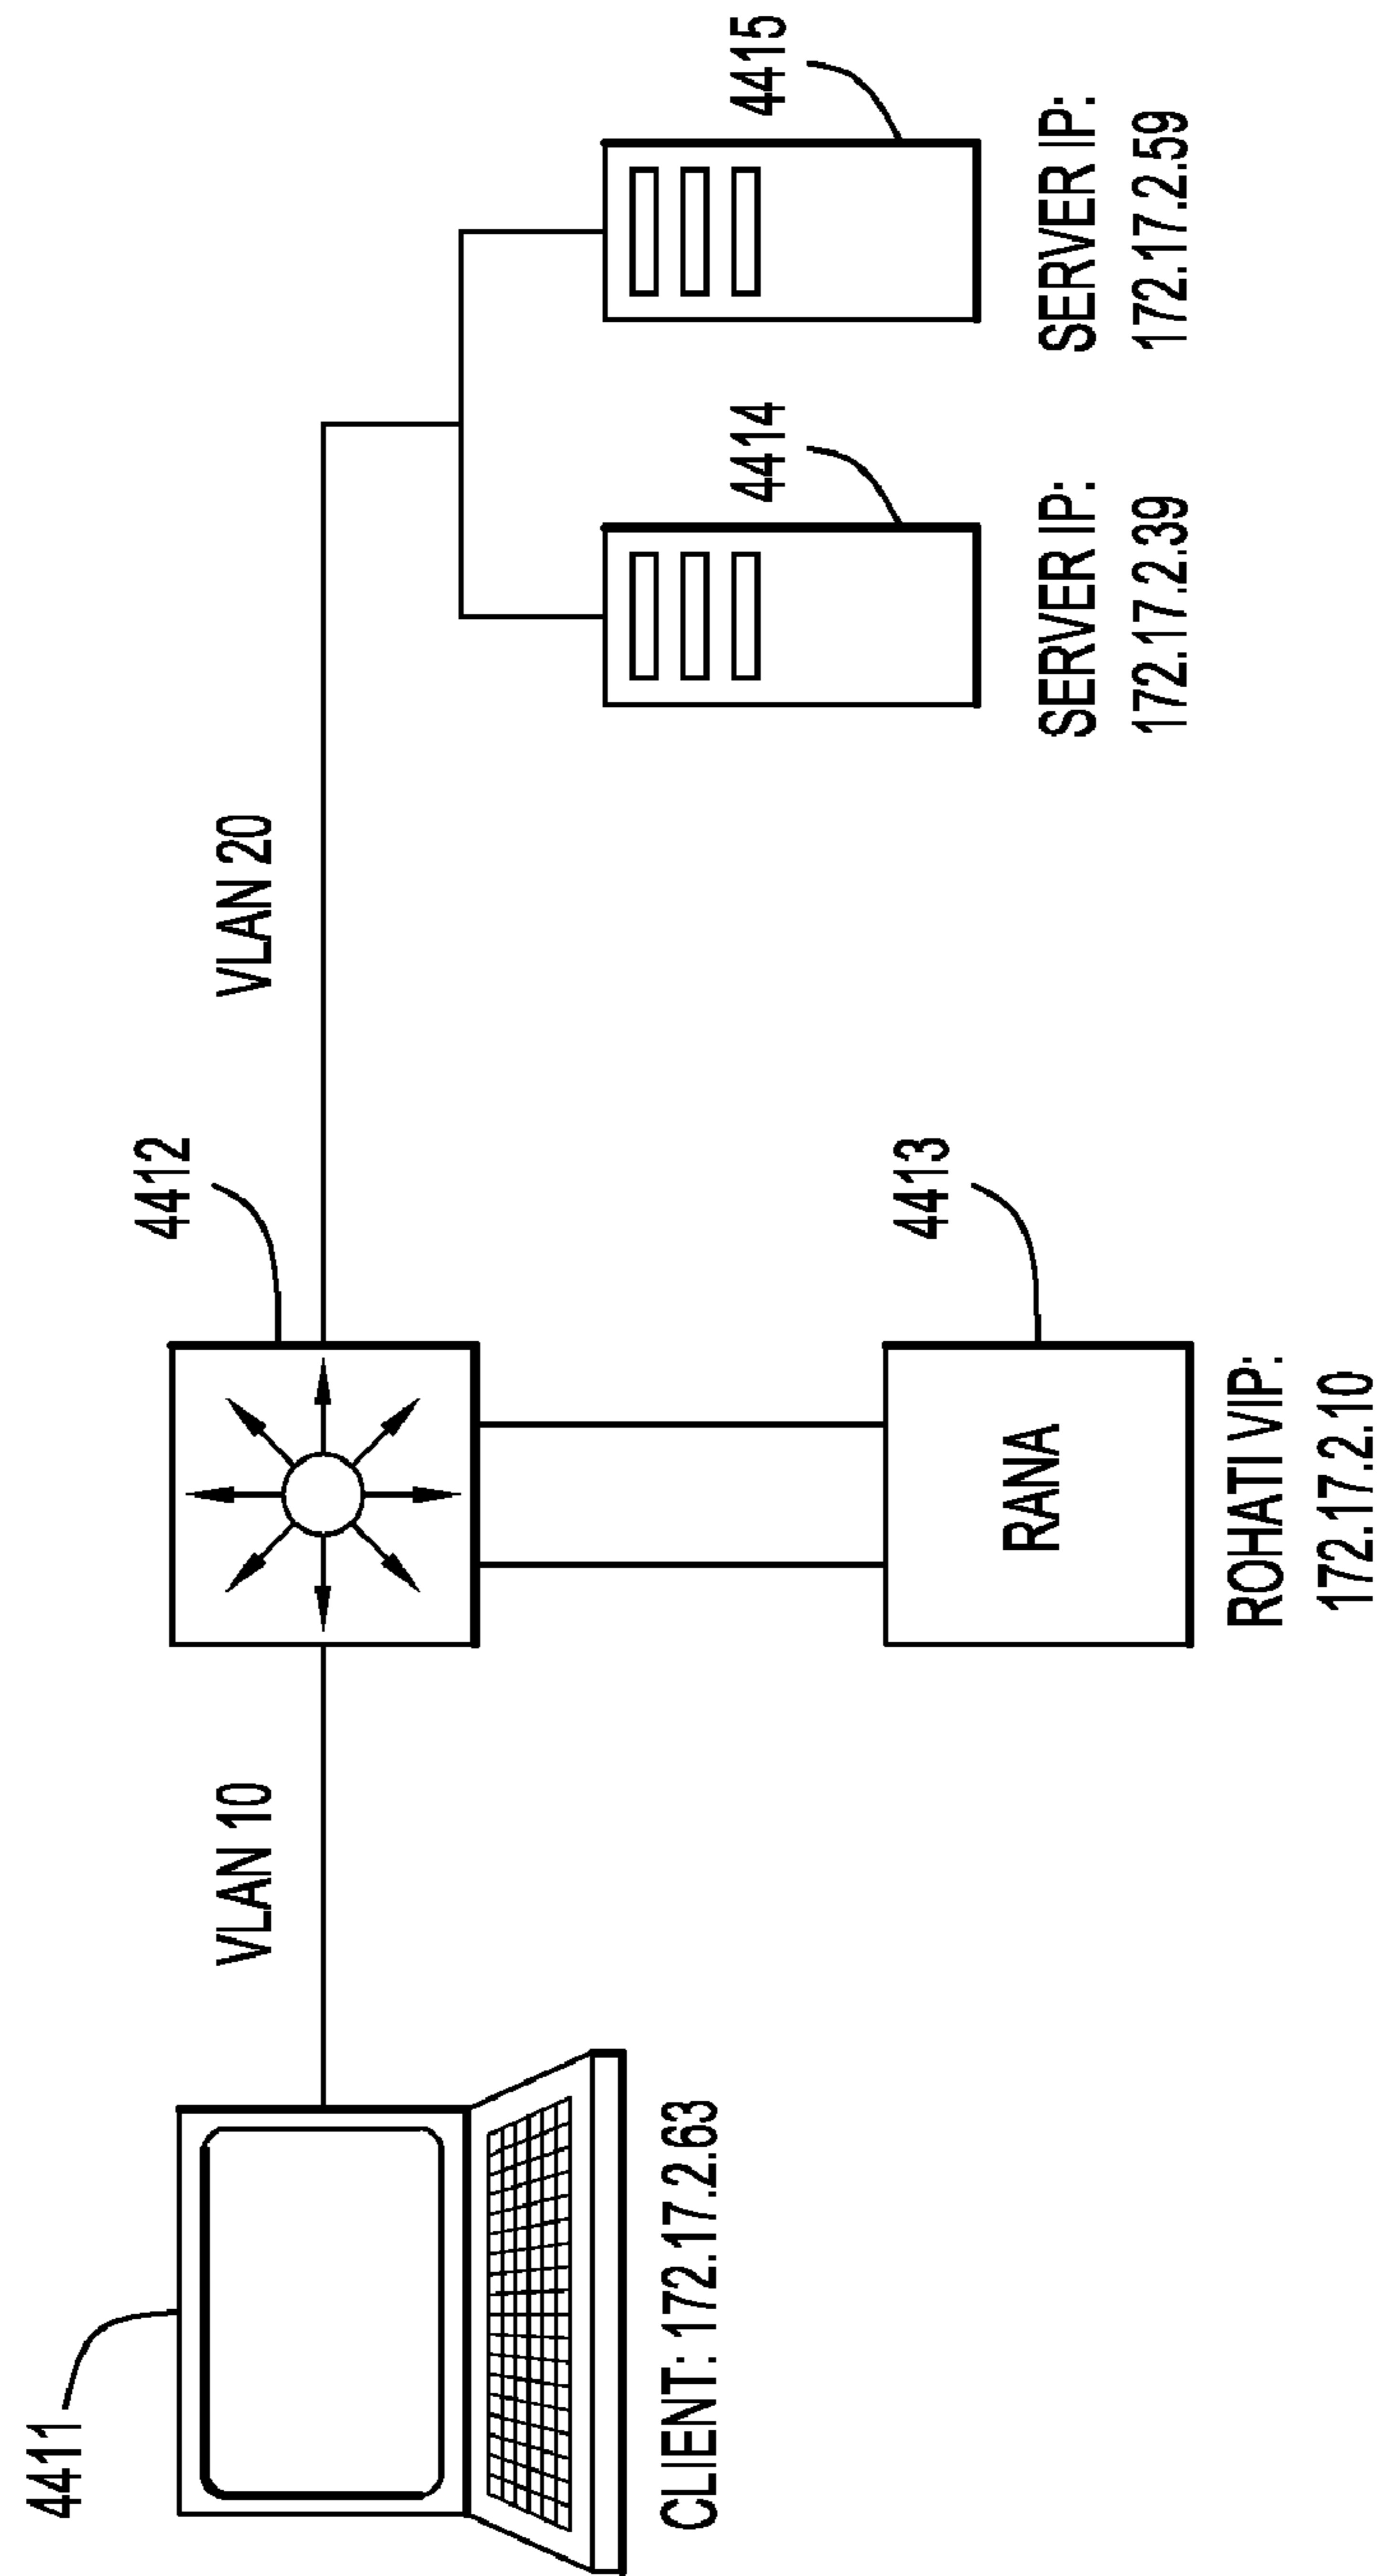 4411
CLIENT: 172.17.2.63
VLAN 10
4412
VLAN 20
RANA
4413
ROHATI VIP:
172.17.2.10
4414
SERVER IP:
172.17.2.39
4415
SERVER IP:
172.17.2.59